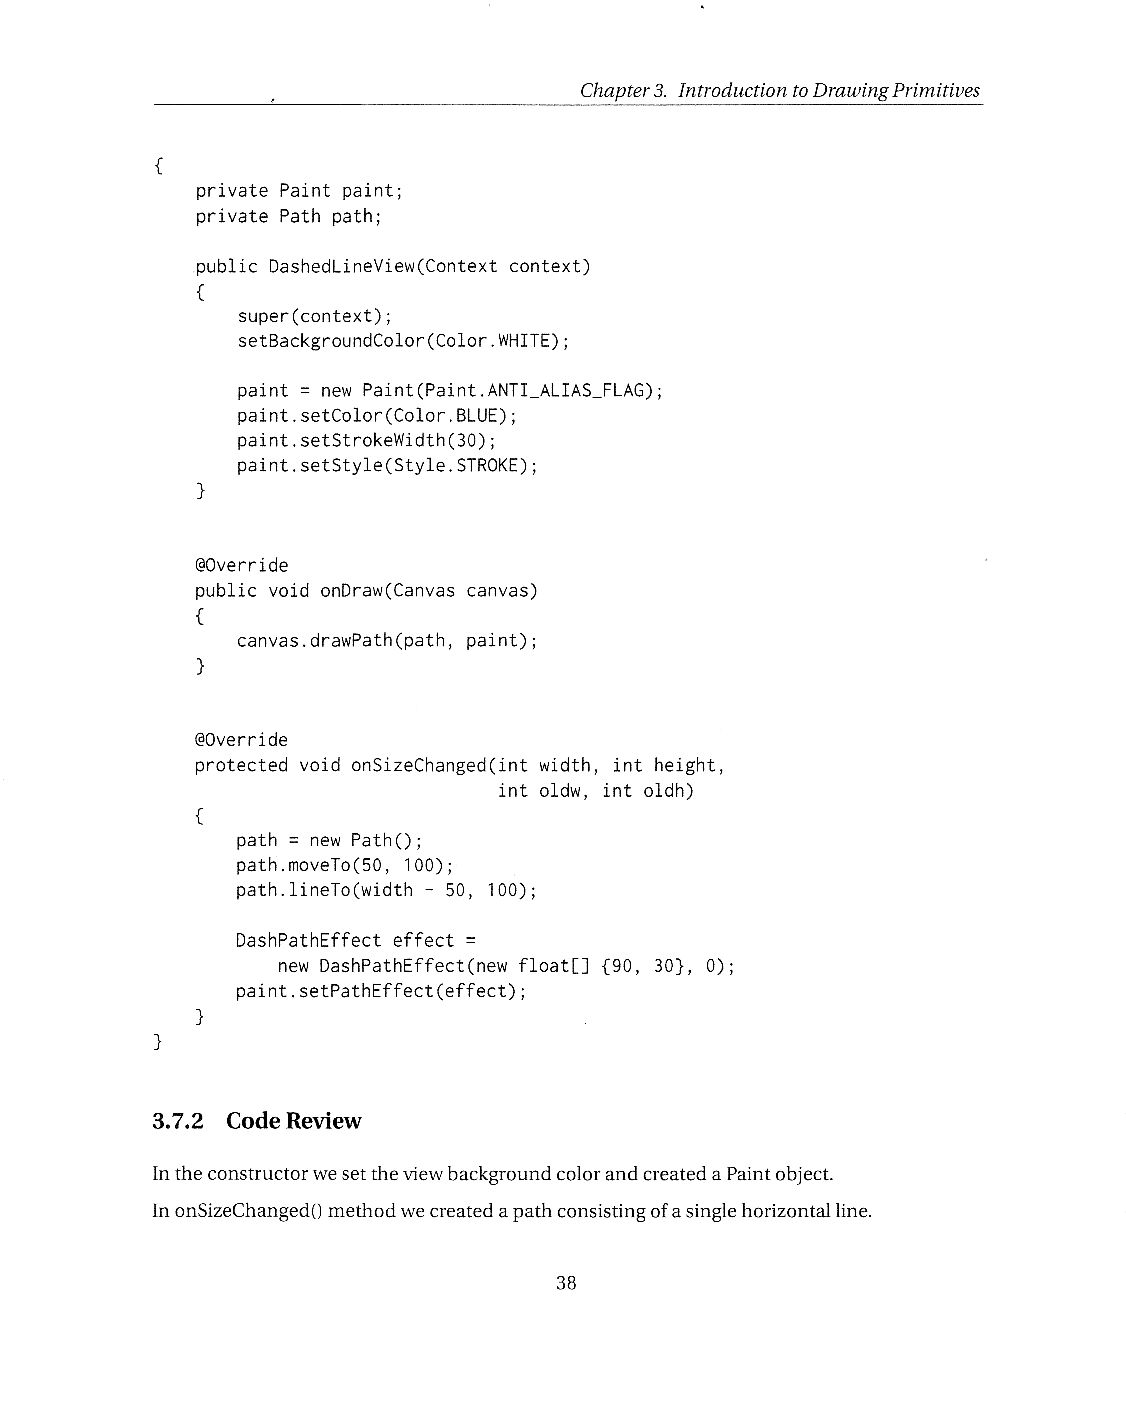 Chapter 3. Introduction to Drawing Primitives
{
    private Paint paint;
    private Path path;

    public DashedLineView(Context context)
    {
        super(context);
        setBackgroundColor(Color.WHITE);

        paint = new Paint(Paint.ANTI_ALIAS_FLAG);
        paint.setColor(Color.BLUE);
        paint.setStrokeWidth(30);
        paint.setStyle(Style.STROKE);
    }

    @Override
    public void onDraw(Canvas canvas)
    {
        canvas.drawPath(path, paint);
    }

    @Override
    protected void onSizeChanged(int width, int height,
                                 int oldw, int oldh)
    {
        path = new Path();
        path.moveTo(50, 100);
        path.lineTo(width - 50, 100);

        DashPathEffect effect =
            new DashPathEffect(new float[] {90, 30}, 0);
        paint.setPathEffect(effect);
    }
}
3.7.2 Code Review
In the constructor we set the view background color and created a Paint object.
In onSizeChanged() method we created a path consisting of a single horizontal line.
38